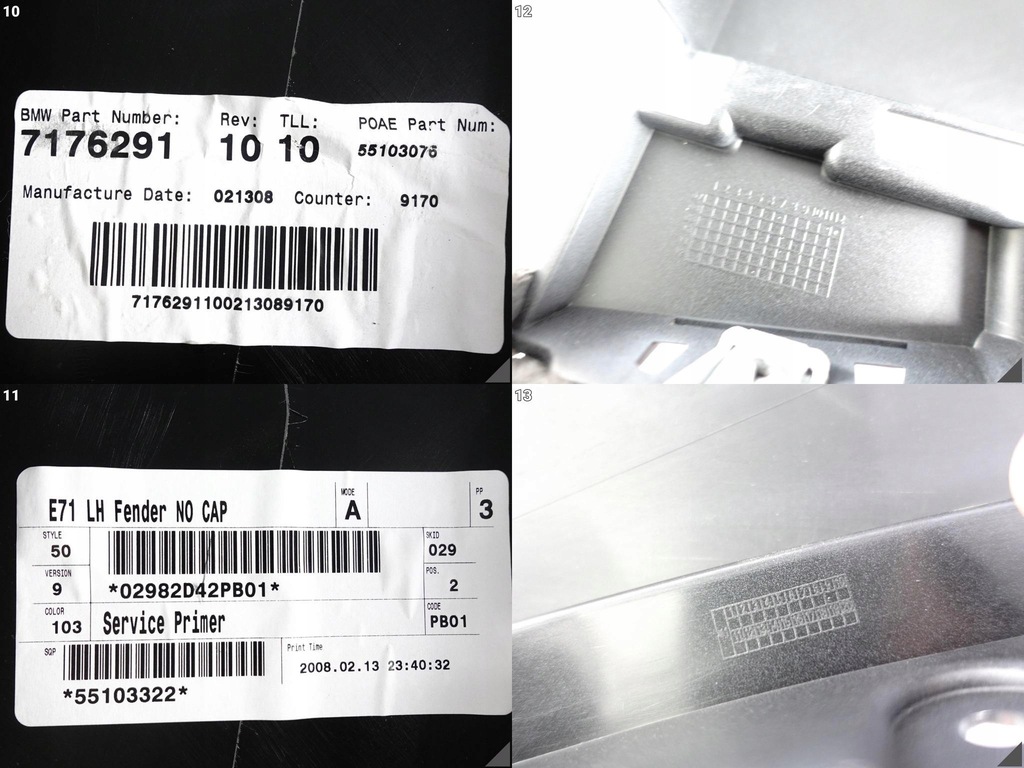 10
BMW Part Number: Rev: TLL: POAE Part Num:
7176291 10 10 55103076
Manufacture Date: 021308 Counter: 9170
7176291100213089170
12
11
E71 LH Fender NO CAP MODE A PP 3
STYLE 50 SKID 029
VERSION 9 *02982D42PB01* POS. 2
COLOR 103 Service Primer CODE PB01
SQP Print Time
2008.02.13 23:40:32
*55103322*
13